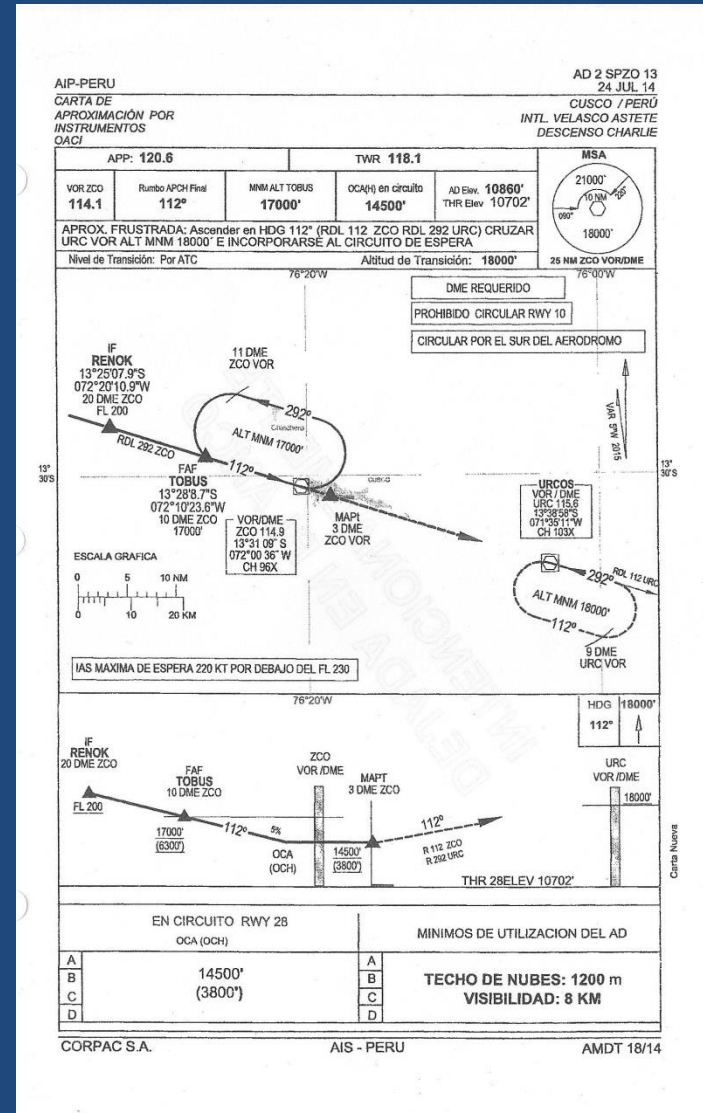 AIP-PERU
AD 2 SPZO 13
24 JUL 14
CARTA DE
APROXIMACIÓN POR
INSTRUMENTOS
OACI
CUSCO / PERÚ
INTL. VELASCO ASTETE
DESCENSO CHARLIE
APP: 120.6
TWR 118.1
MSA
VOR ZCO
114.1
Rumbo APCH Final
112º
MNM ALT TOBUS
17000'
OCA(H) en circuito
14500'
AD Elev. 10860'
THR Elev 10702'
21000'
10 NM
220º
090º
18000'
25 NM ZCO VOR/DME
APROX. FRUSTRADA: Ascender en HDG 112º (RDL 112 ZCO RDL 292 URC) CRUZAR
URC VOR ALT MNM 18000' E INCORPORARSE AL CIRCUITO DE ESPERA
Nivel de Transición: Por ATC
Altitud de Transición: 18000'
76°20'W
76°00'W
DME REQUERIDO
PROHIBIDO CIRCULAR RWY 10
CIRCULAR POR EL SUR DEL AERODROMO
VAR 5ºW 2015
IF
RENOK
13°25'07.9"S
072°20'10.9"W
20 DME ZCO
FL 200
11 DME
ZCO VOR
292º
Chinchero
ALT MNM 17000'
RDL 292 ZCO
112º
13°
30'S
13°
30'S
FAF
TOBUS
13°28'8.7"S
072°10'23.6"W
10 DME ZCO
17000'
CUSCO
VOR/DME
ZCO 114.9
13°31 09" S
072°00 36" W
CH 96X
MAPt
3 DME
ZCO VOR
URCOS
VOR / DME
URC 115,6
13°38'58"S
071°35'11"W
CH 103X
292º
RDL 112 URC
ALT MNM 18000'
112º
9 DME
URC VOR
ESCALA GRAFICA
0 5 10 NM
0 10 20 KM
IAS MAXIMA DE ESPERA 220 KT POR DEBAJO DEL FL 230
76°20'W
HDG 18000'
112º
IF
RENOK
20 DME ZCO
FL 200
FAF
TOBUS
10 DME ZCO
17000'
(6300')
112º
5%
ZCO
VOR /DME
OCA
(OCH)
MAPT
3 DME ZCO
14500'
(3800')
112º
R 112 ZCO
R 292 URC
URC
VOR /DME
18000'
THR 28ELEV 10702'
Carta Nueva
EN CIRCUITO RWY 28
OCA (OCH)
MINIMOS DE UTILIZACION DEL AD
A
B
C
D
14500'
(3800')
A
B
C
D
TECHO DE NUBES: 1200 m
VISIBILIDAD: 8 KM
CORPAC S.A.
AIS - PERU
AMDT 18/14